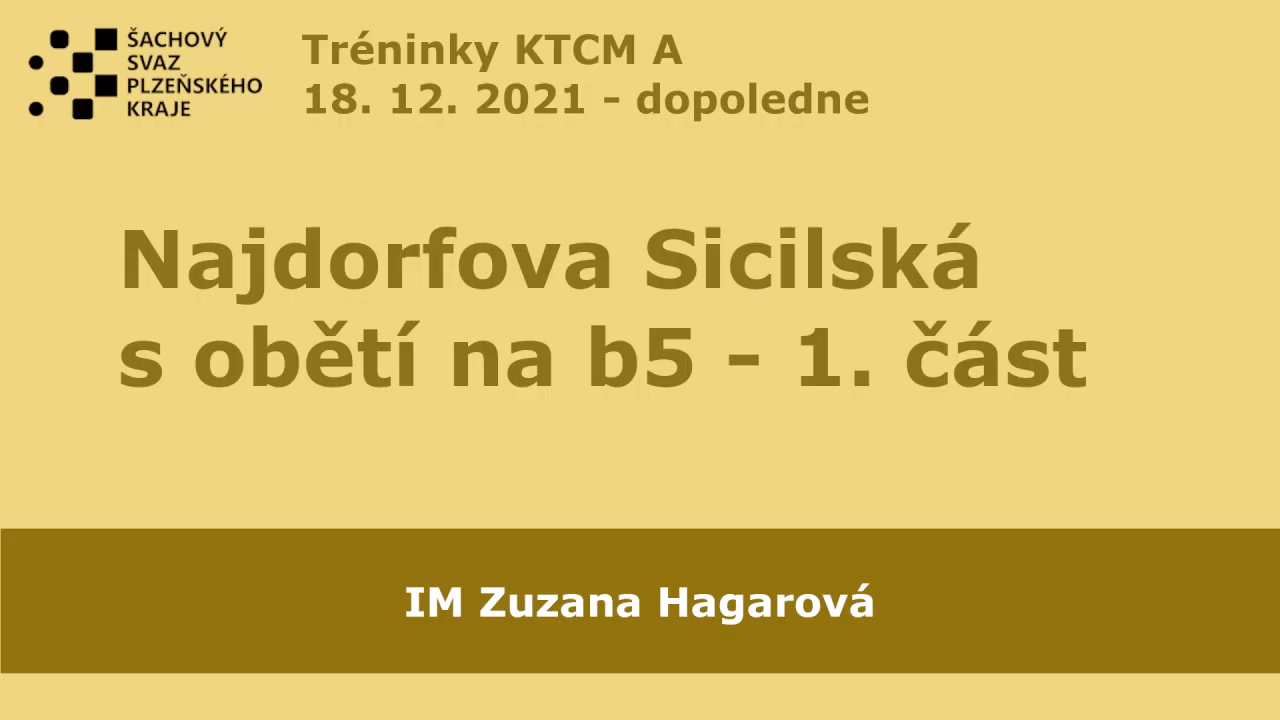 ŠACHOVÝ
SVAZ
PLZEŇSKÉHO
KRAJE
Tréninky KTCM A
18. 12. 2021 - dopoledne
Najdorfova Sicilská
s obětí na b5 - 1. část
IM Zuzana Hagarová